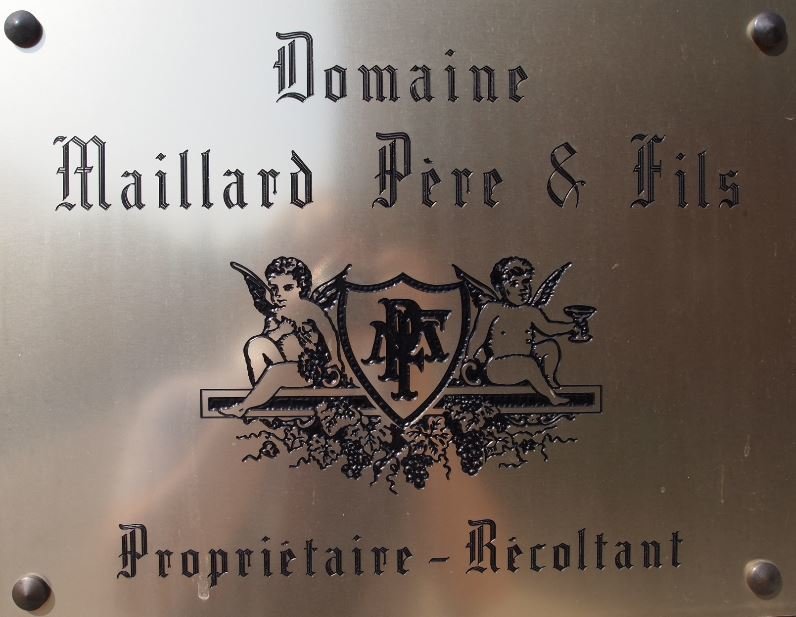 Domaine
Maillard Père & Fils
Propriétaire - Récoltant